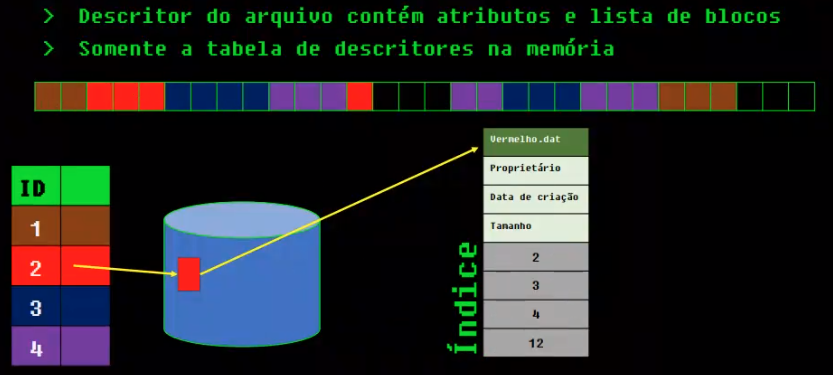 > Descritor do arquivo contém atributos e lista de blocos
> Somente a tabela de descritores na memória
ID
1
2
3
4
Vermelho.dat
Proprietário
Data de criação
Tamanho
Índice
2
3
4
12